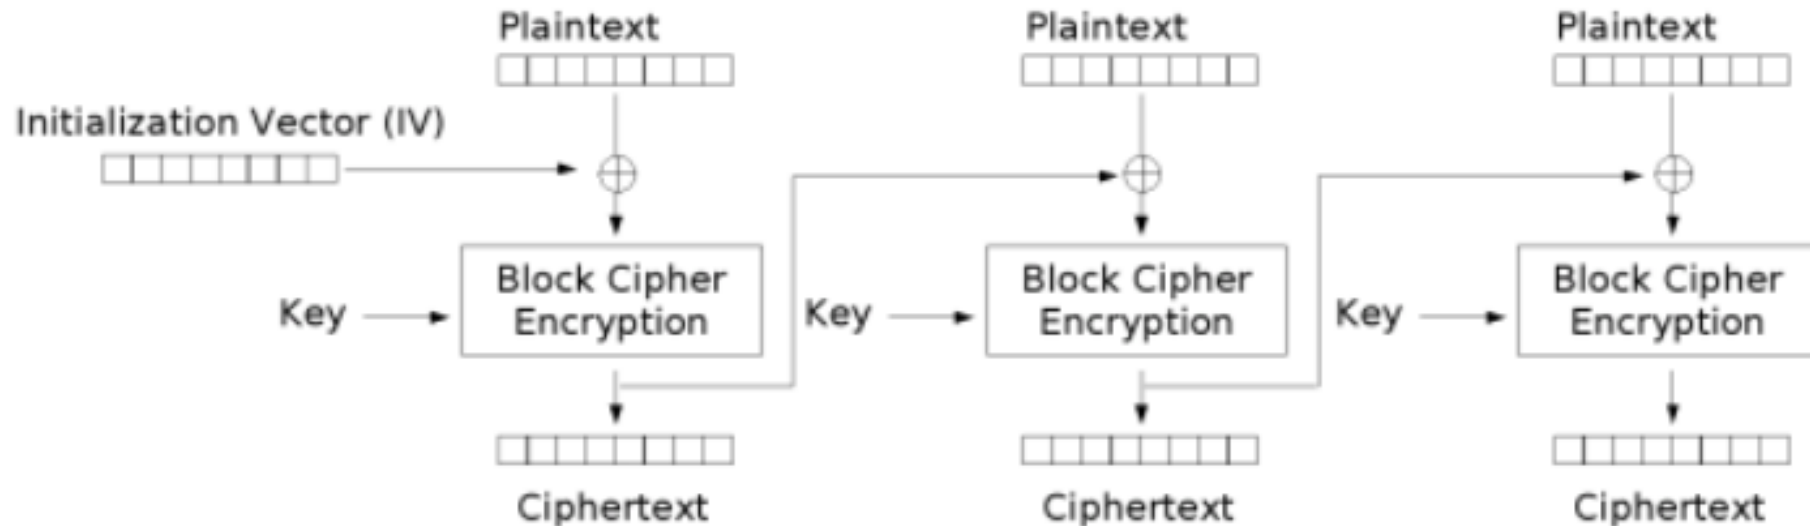 Plaintext
Plaintext
Plaintext
Initialization Vector (IV)
Key
Block Cipher
Encryption
Key
Block Cipher
Encryption
Key
Block Cipher
Encryption
Ciphertext
Ciphertext
Ciphertext